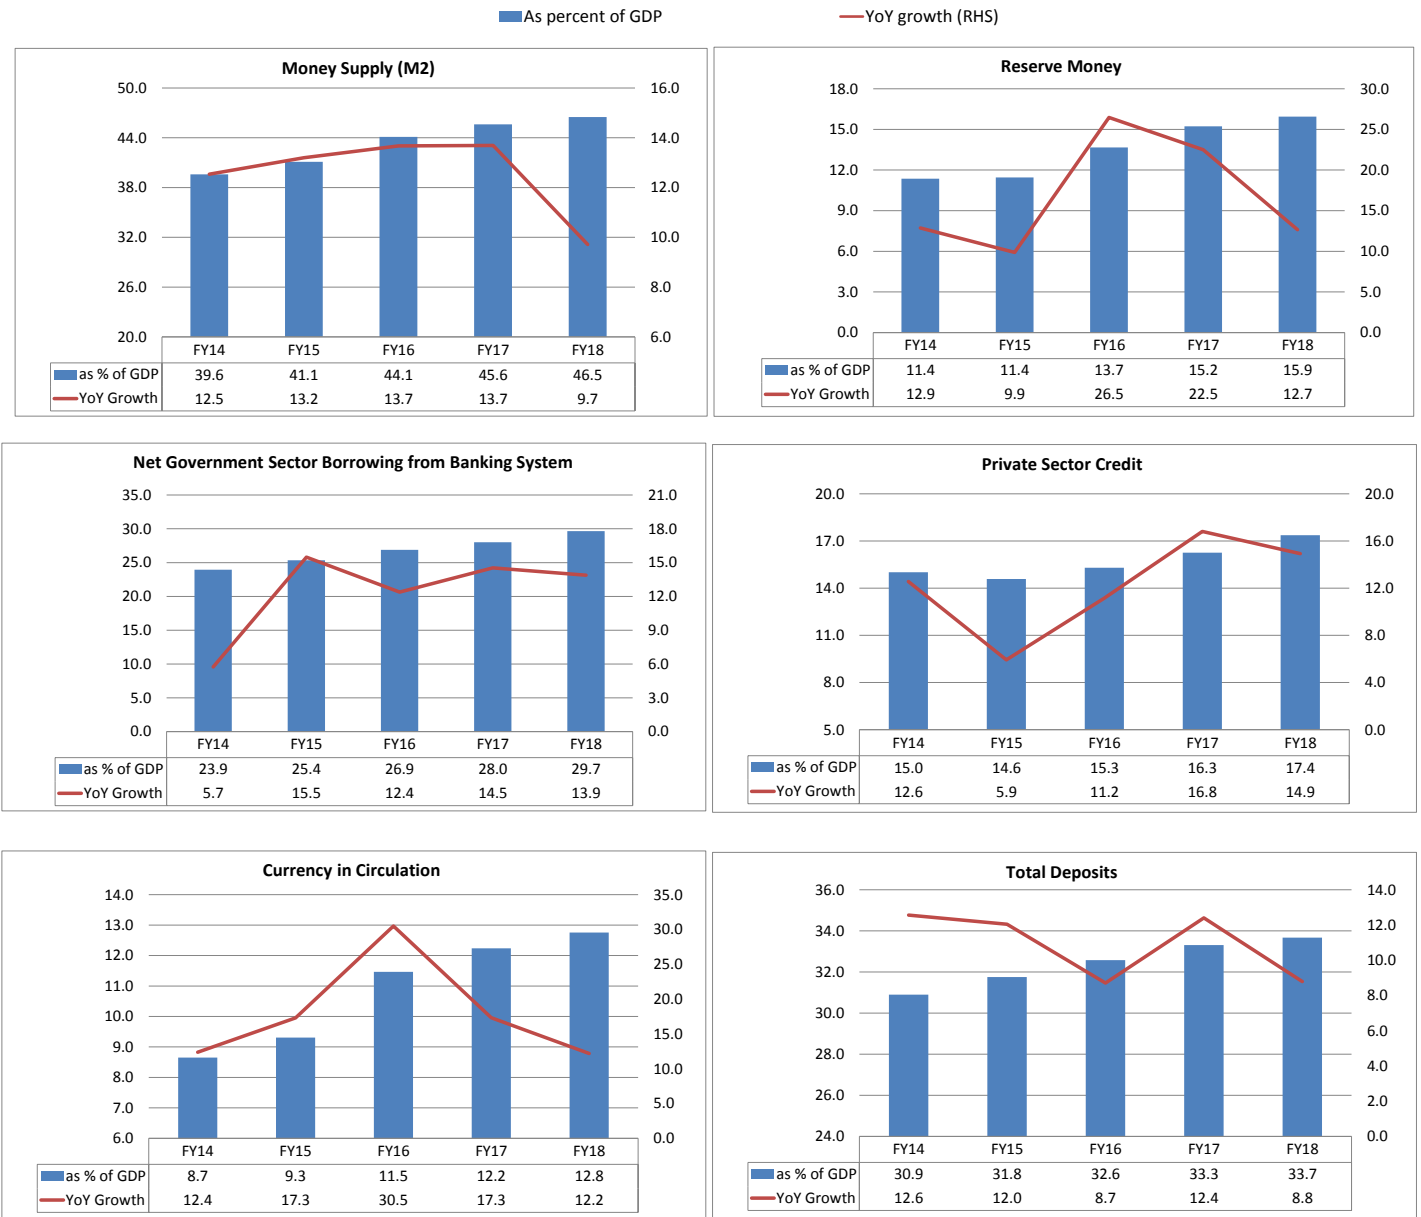 As percent of GDP YoY growth (RHS)
Money Supply (M2)
50.0 16.0
44.0 14.0
38.0 12.0
32.0 10.0
26.0 8.0
20.0 6.0
FY14 FY15 FY16 FY17 FY18
as % of GDP 39.6 41.1 44.1 45.6 46.5
YoY Growth 12.5 13.2 13.7 13.7 9.7
Reserve Money
18.0 30.0
15.0 25.0
12.0 20.0
9.0 15.0
6.0 10.0
3.0 5.0
0.0 0.0
FY14 FY15 FY16 FY17 FY18
as % of GDP 11.4 11.4 13.7 15.2 15.9
YoY Growth 12.9 9.9 26.5 22.5 12.7
Net Government Sector Borrowing from Banking System
35.0 21.0
30.0 18.0
25.0 15.0
20.0 12.0
15.0 9.0
10.0 6.0
5.0 3.0
0.0 0.0
FY14 FY15 FY16 FY17 FY18
as % of GDP 23.9 25.4 26.9 28.0 29.7
YoY Growth 5.7 15.5 12.4 14.5 13.9
Private Sector Credit
20.0 20.0
17.0 16.0
14.0 12.0
11.0 8.0
8.0 4.0
5.0 0.0
FY14 FY15 FY16 FY17 FY18
as % of GDP 15.0 14.6 15.3 16.3 17.4
YoY Growth 12.6 5.9 11.2 16.8 14.9
Currency in Circulation
14.0 35.0
13.0 30.0
12.0 25.0
11.0 20.0
10.0 15.0
9.0 10.0
8.0 5.0
7.0 0.0
6.0
FY14 FY15 FY16 FY17 FY18
as % of GDP 8.7 9.3 11.5 12.2 12.8
YoY Growth 12.4 17.3 30.5 17.3 12.2
Total Deposits
36.0 14.0
34.0 12.0
32.0 10.0
30.0 8.0
28.0 6.0
26.0 4.0
24.0 2.0
0.0
FY14 FY15 FY16 FY17 FY18
as % of GDP 30.9 31.8 32.6 33.3 33.7
YoY Growth 12.6 12.0 8.7 12.4 8.8